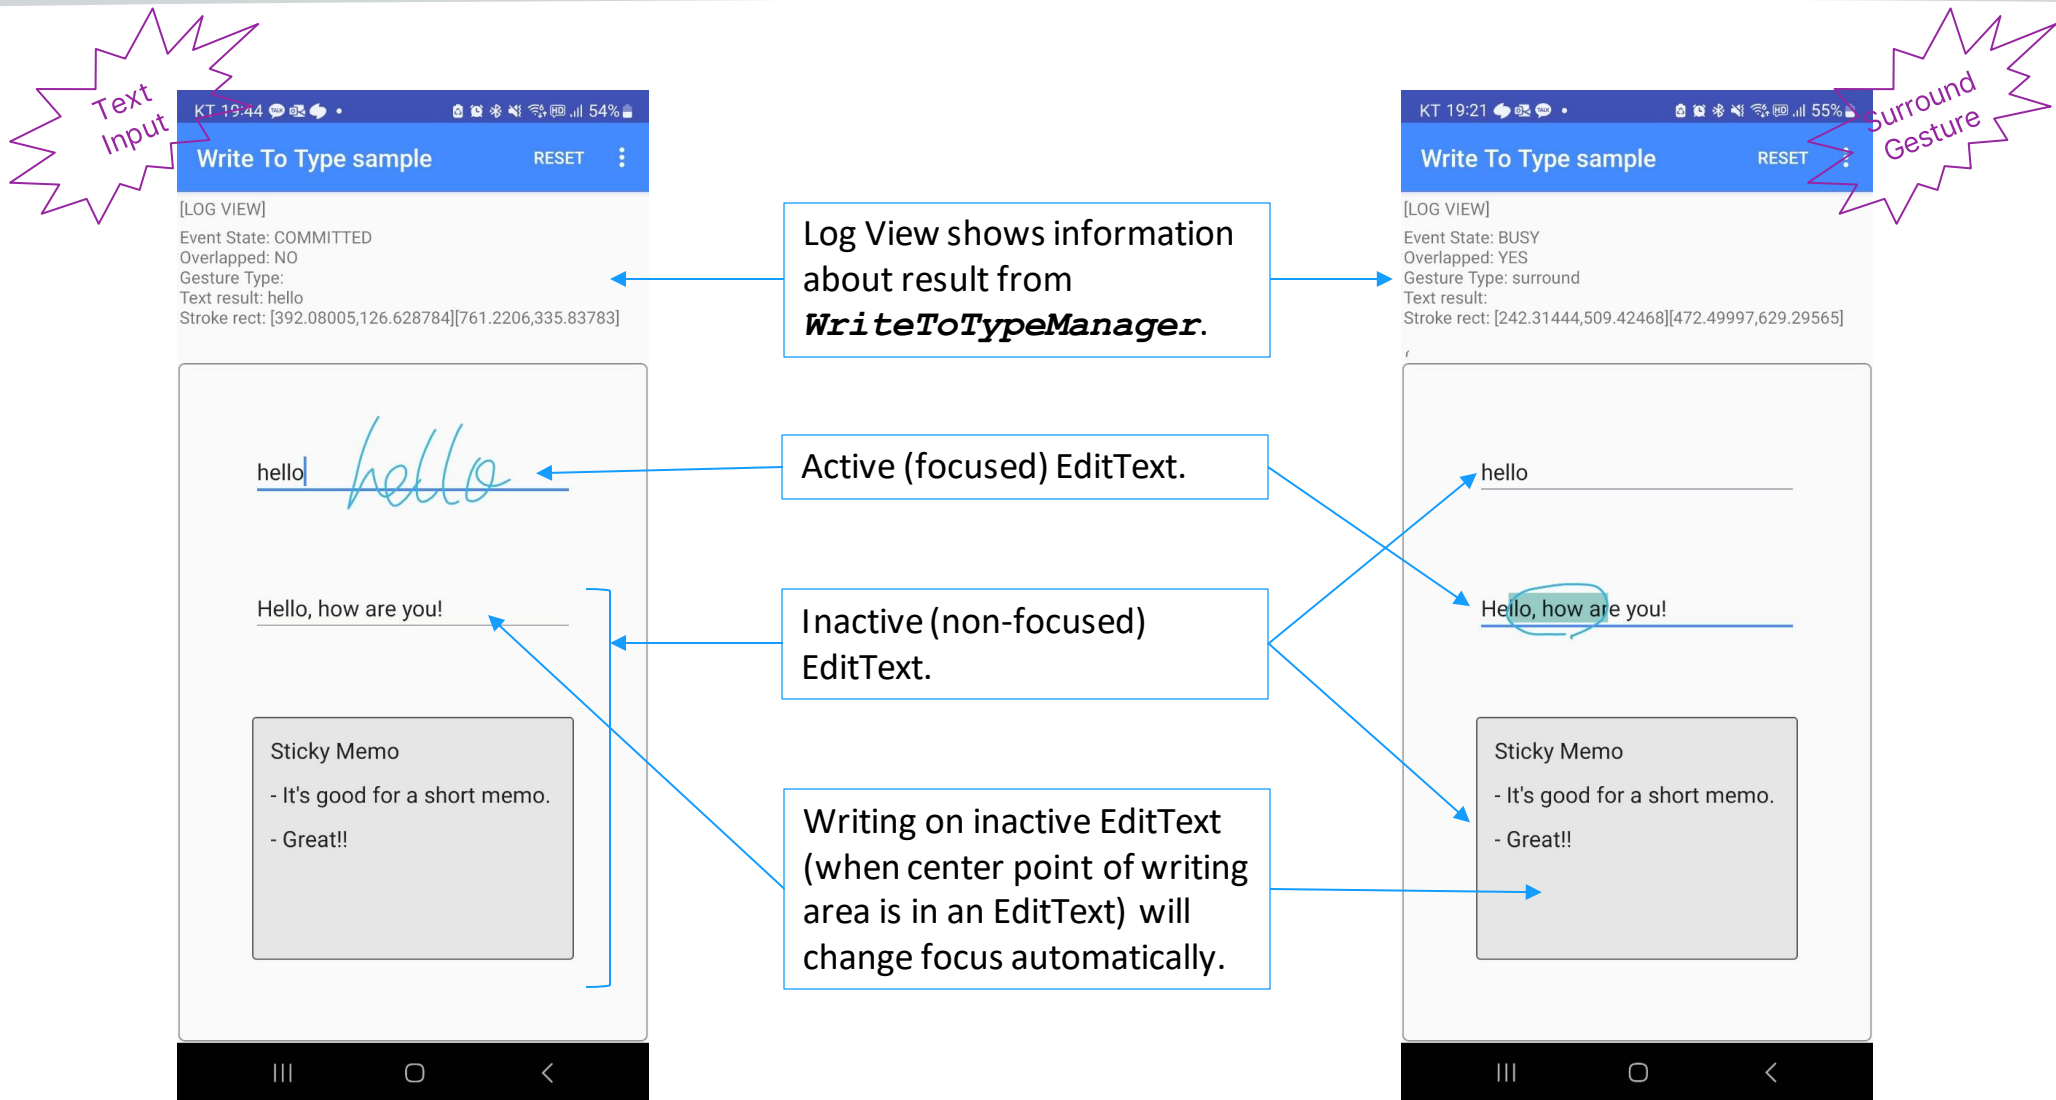 Text
Input
KT 19:44
54%
Write To Type sample
RESET
[LOG VIEW]
Event State: COMMITTED
Overlapped: NO
Gesture Type:
Text result: hello
Stroke rect: [392.08005,126.628784][761.2206,335.83783]
hello
hello
Hello, how are you!
Sticky Memo
- It's good for a short memo.
- Great!!
Log View shows information
about result from
WriteToTypeManager.
Active (focused) EditText.
Inactive (non-focused)
EditText.
Writing on inactive EditText
(when center point of writing
area is in an EditText) will
change focus automatically.
Surround
Gesture
KT 19:21
55%
Write To Type sample
RESET
[LOG VIEW]
Event State: BUSY
Overlapped: YES
Gesture Type: surround
Text result:
Stroke rect: [242.31444,509.42468][472.49997,629.29565]
hello
Hello, how are you!
Sticky Memo
- It's good for a short memo.
- Great!!